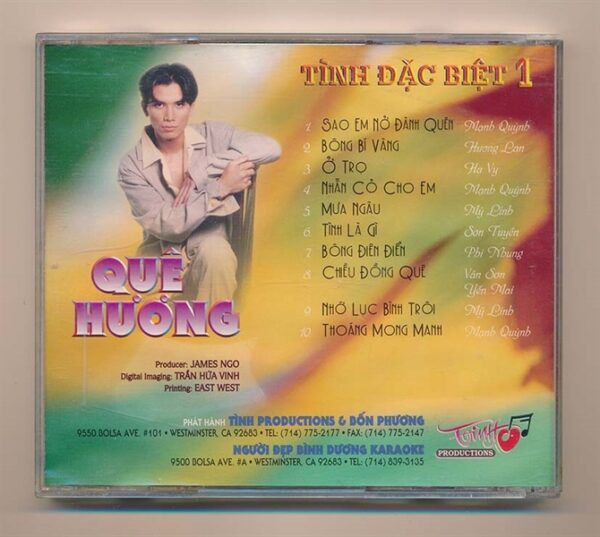 TÌNH ĐẶC BIỆT 1
1 SAO EM NỞ ĐÀNH QUÊN Mạnh Quỳnh
2 BÔNG BÍ VÀNG Hương Lan
3 Ở TRỌ Hạ Vy
4 NHẪN CỎ CHO EM Mạnh Quỳnh
5 MƯA NGÂU Mỹ Linh
6 TÌNH LÀ GÌ Sơn Tuyền
7 BÔNG ĐIÊN ĐIỂN Phi Nhung
8 CHIỀU ĐỒNG QUÊ Vân Sơn
Yến Mai
9 NHỚ LỤC BÌNH TRÔI Mỹ Linh
10 THOÁNG MONG MANH Mạnh Quỳnh
QUÊ
HƯƠNG
Producer: JAMES NGO
Digital Imaging: TRẦN HỨA VINH
Printing: EAST WEST
PHÁT HÀNH TÌNH PRODUCTIONS & BỐN PHƯƠNG
9550 BOLSA AVE. #101 • WESTMINSTER, CA 92683 • TEL: (714) 775-2177 • FAX: (714) 775-2147
NGƯỜI ĐẸP BÌNH DƯƠNG KARAOKE
9500 BOLSA AVE. #A • WESTMINSTER, CA 92683 • TEL: (714) 839-3135
Tình
PRODUCTIONS